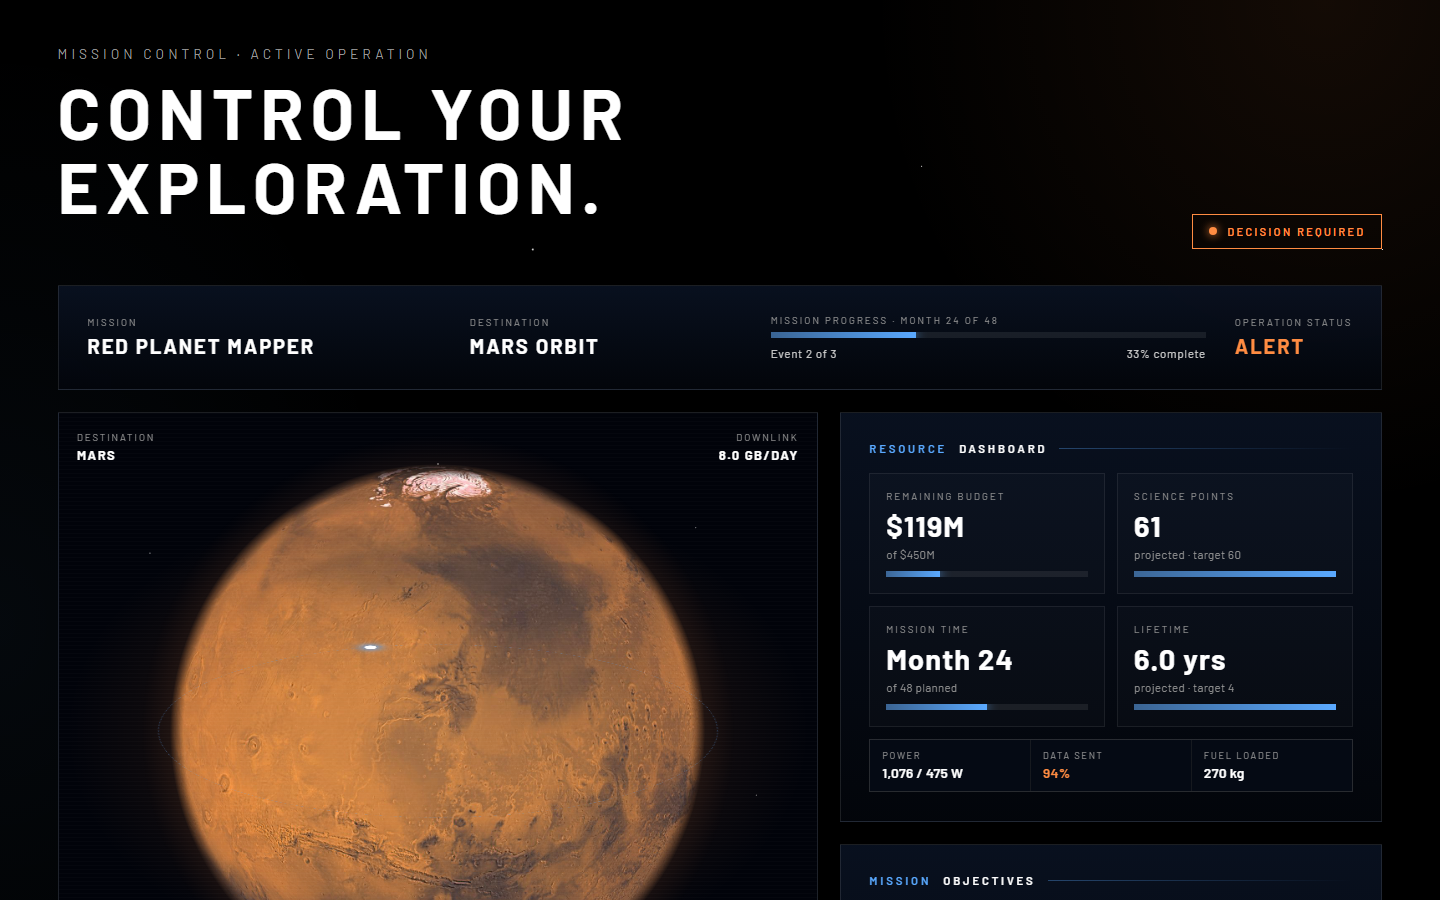 MISSION CONTROL · ACTIVE OPERATION
CONTROL YOUR
EXPLORATION.
DECISION REQUIRED
MISSION
RED PLANET MAPPER
DESTINATION
MARS ORBIT
MISSION PROGRESS · MONTH 24 OF 48
Event 2 of 3
33% complete
OPERATION STATUS
ALERT
DESTINATION
MARS
DOWNLINK
8.0 GB/DAY
RESOURCE DASHBOARD
REMAINING BUDGET
$119M
of $450M
SCIENCE POINTS
61
projected · target 60
MISSION TIME
Month 24
of 48 planned
LIFETIME
6.0 yrs
projected · target 4
POWER
1,076 / 475 W
DATA SENT
94%
FUEL LOADED
270 kg
MISSION OBJECTIVES